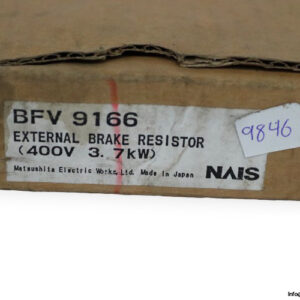 BFV 9166
EXTERNAL BRAKE RESISTOR
(400V 3.7kW)
Matsushita Electric Works, Ltd. Made in Japan
NAIS
9846